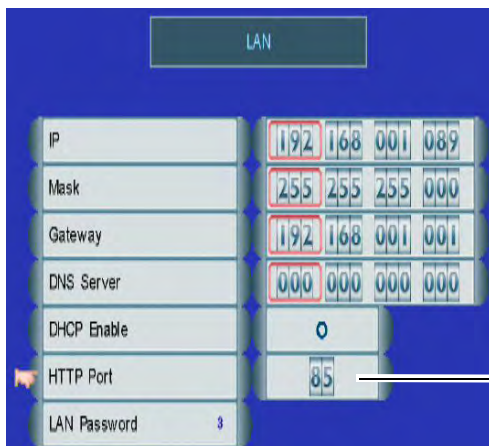 LAN
IP 192 168 001 089
Mask 255 255 255 000
Gateway 192 168 001 001
DNS Server 000 000 000 000
DHCP Enable
HTTP Port 85
LAN Password 3